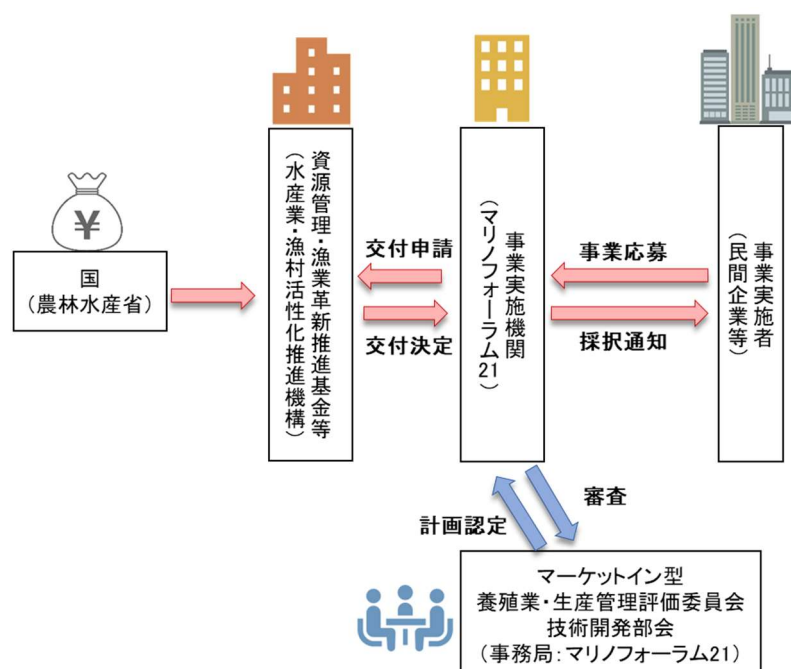 ¥
国
（農林水産省）
資源管理・漁業革新推進基金等
（水産業・漁村活性化推進機構）
交付申請
交付決定
事業実施機関
（マリノフォーラム21）
事業応募
採択通知
事業実施者
（民間企業等）
計画認定
審査
マーケットイン型
養殖業・生産管理評価委員会
技術開発部会
（事務局：マリノフォーラム21）